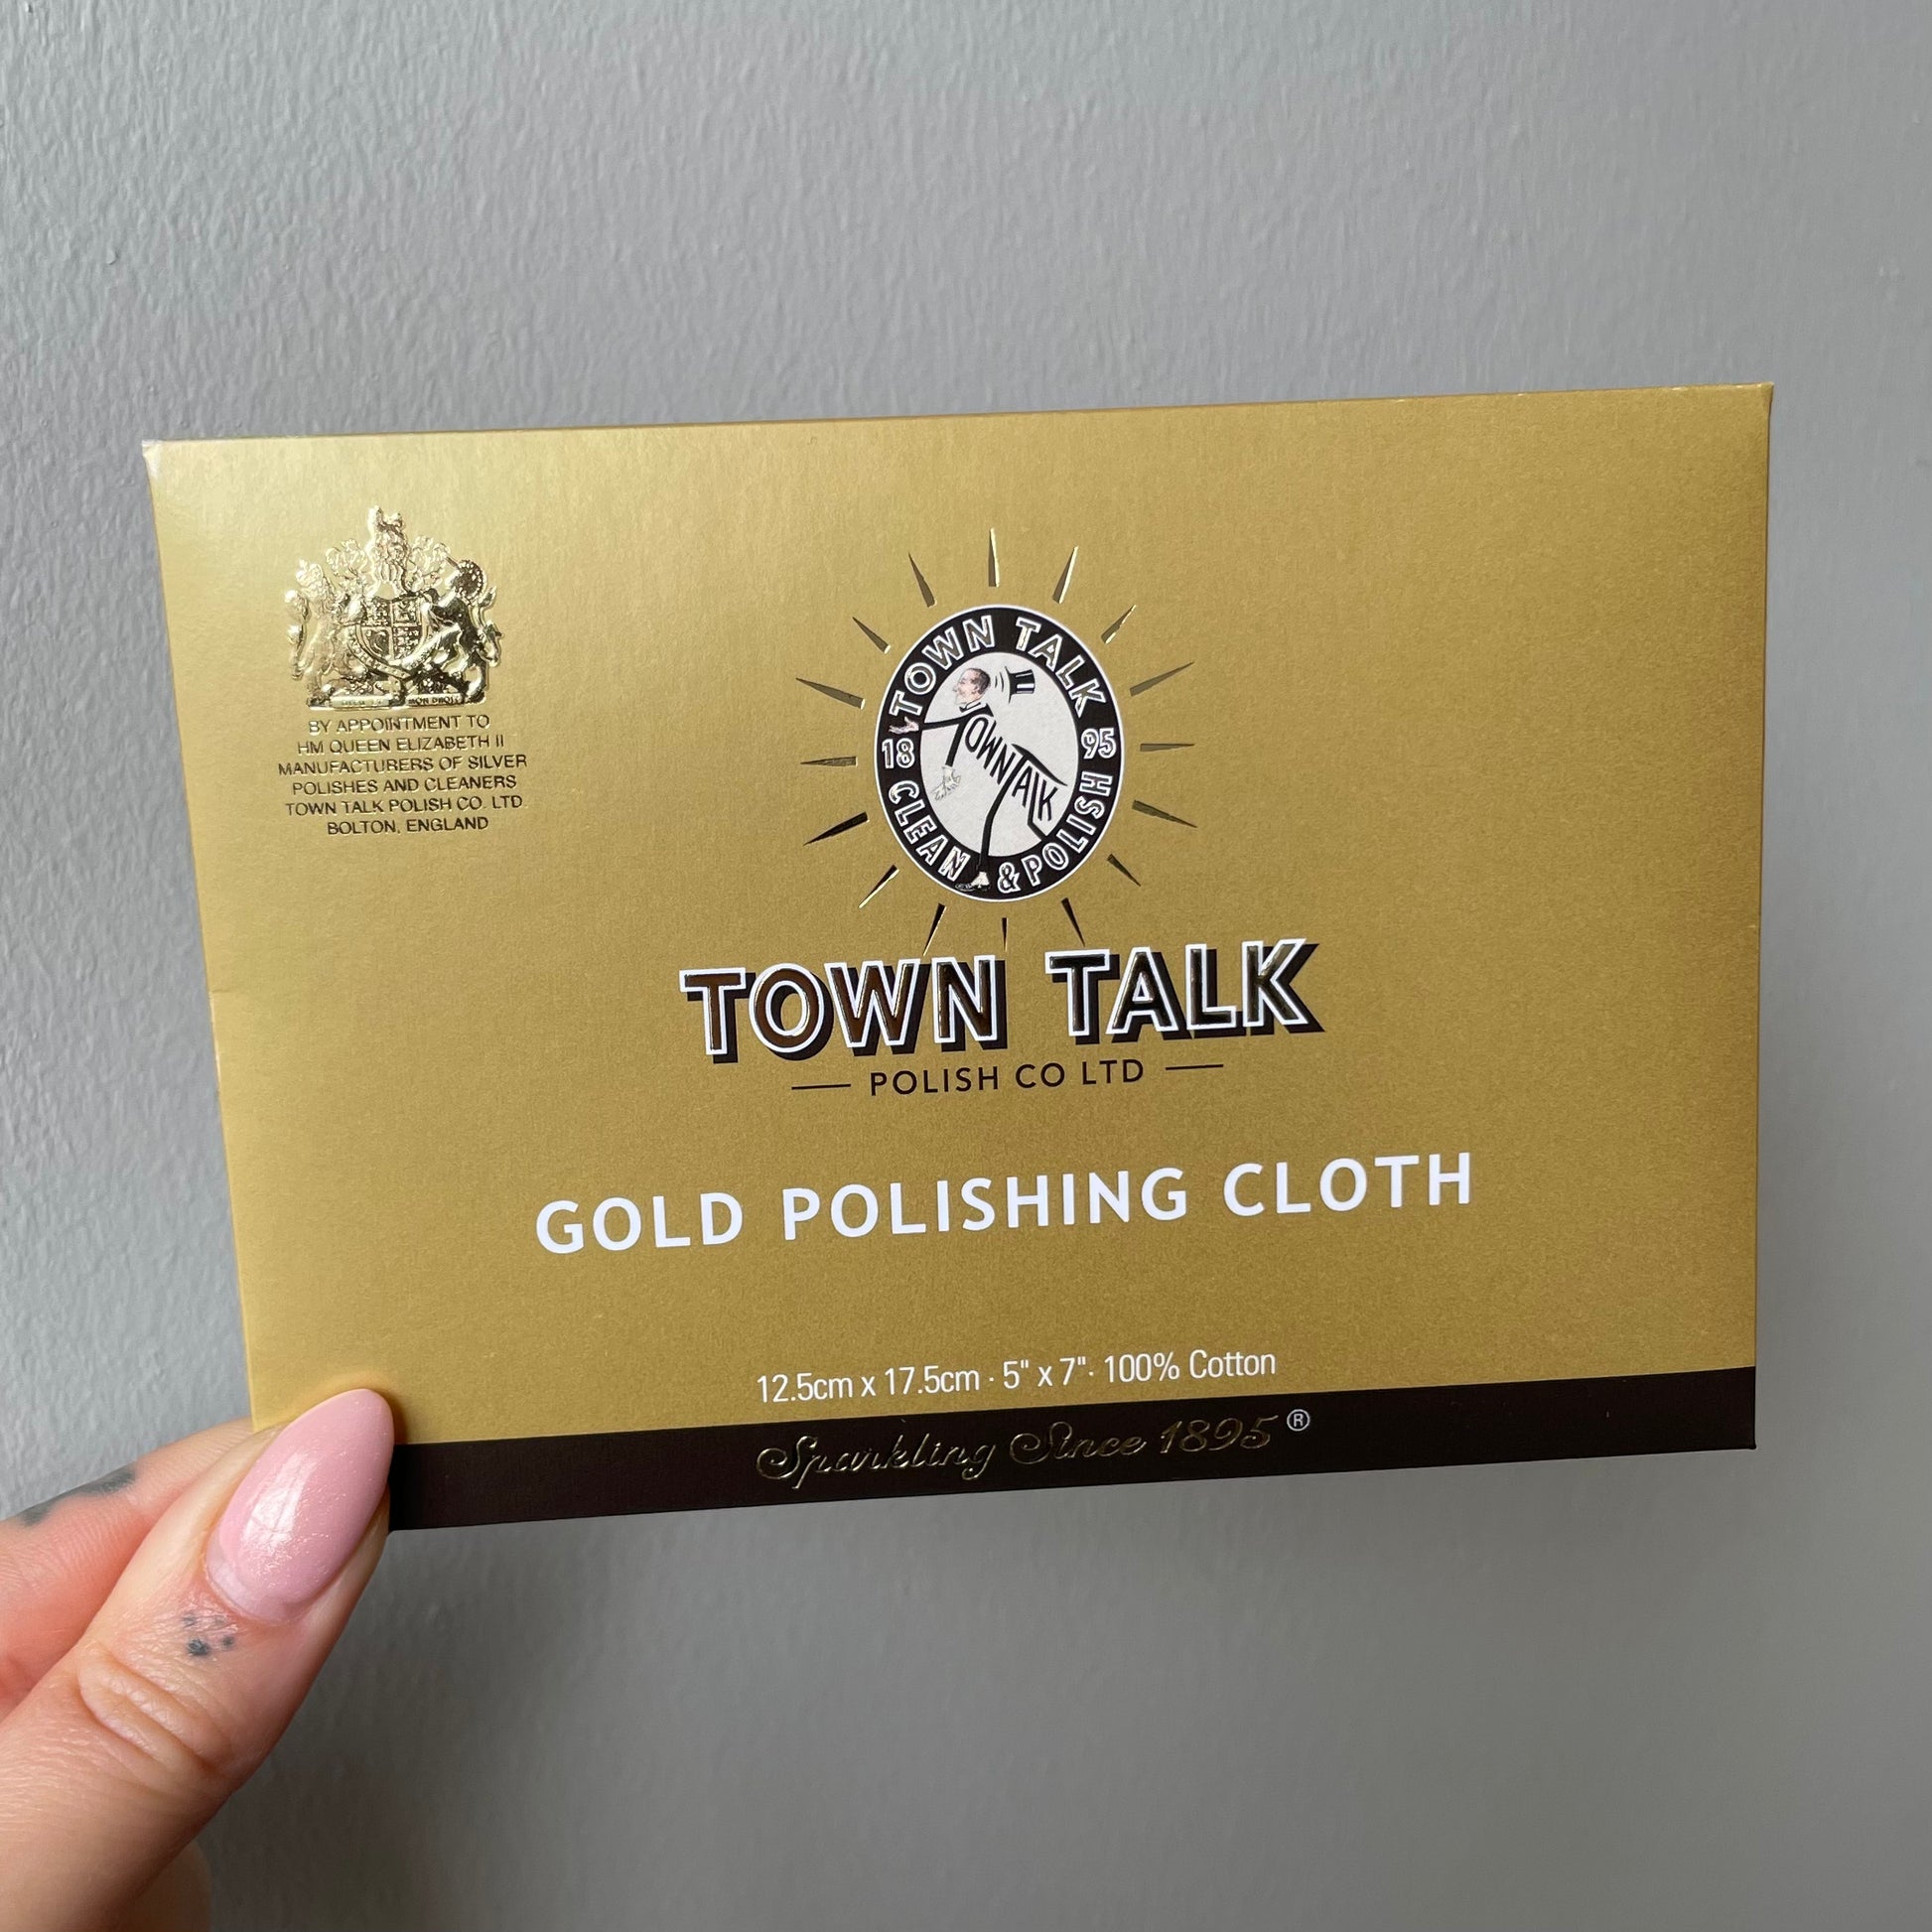 BY APPOINTMENT TO
HM QUEEN ELIZABETH II
MANUFACTURERS OF SILVER
POLISHES AND CLEANERS
TOWN TALK POLISH CO. LTD
BOLTON, ENGLAND
TOWN TALK
18 95
CLEAN & POLISH
TOWN TALK
TOWN TALK
POLISH CO LTD
GOLD POLISHING CLOTH
12.5cm x 17.5cm · 5" x 7" · 100% Cotton
Sparkling Since 1895®